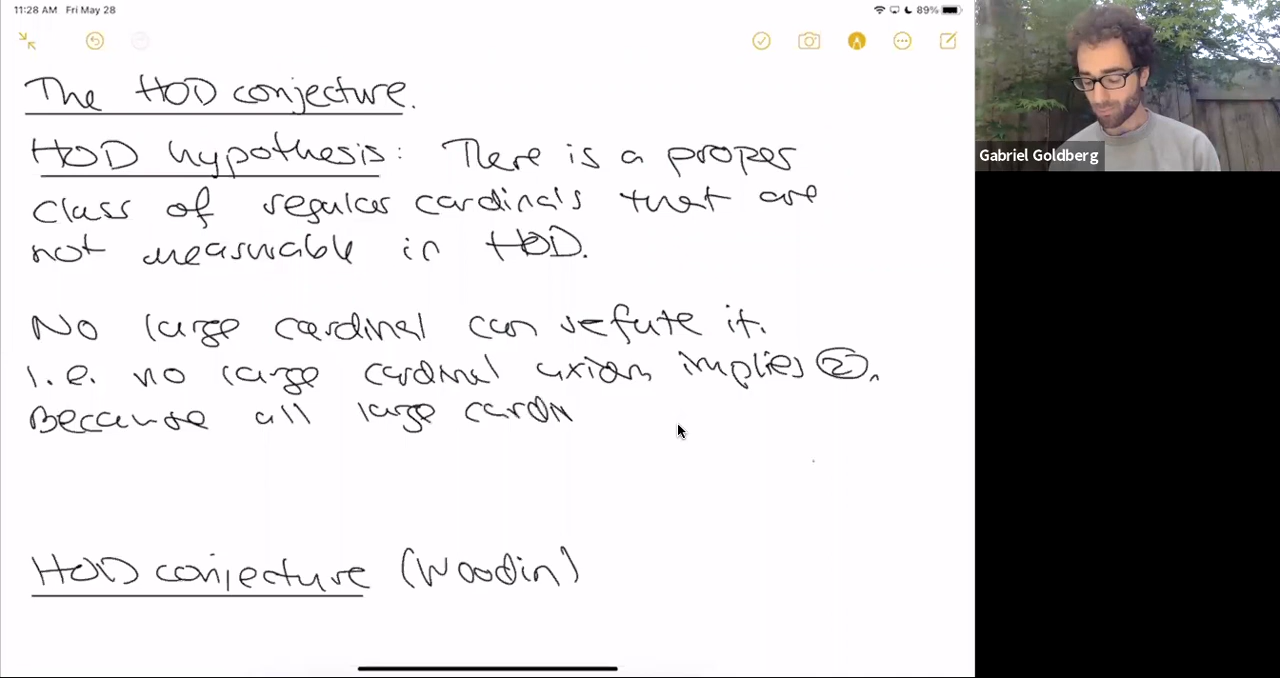 11:28 AM Fri May 28
89%
The HOD conjecture.
HOD hypothesis: There is a proper
class of regular cardinals that are
not measurable in HOD.
No large cardinal can refute it.
I.e. no large cardinal axiom implies ②.
Because all large cardn
HOD conjecture (Woodin)
Gabriel Goldberg